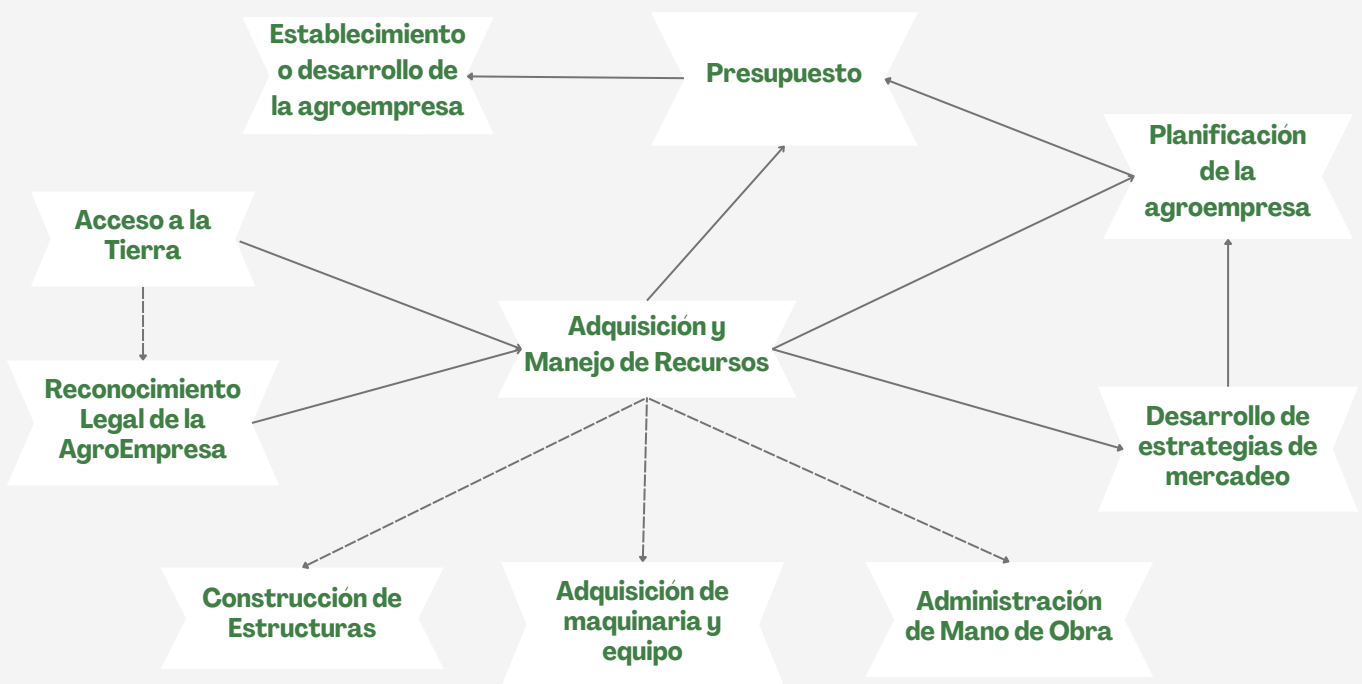 Establecimiento
o desarrollo de
la agroempresa
Presupuesto
Planificación
de la
agroempresa
Acceso a la
Tierra
Adquisición y
Manejo de Recursos
Reconocimiento
Legal de la
AgroEmpresa
Desarrollo de
estrategias de
mercadeo
Construcción de
Estructuras
Adquisición de
maquinaria y
equipo
Administración
de Mano de Obra